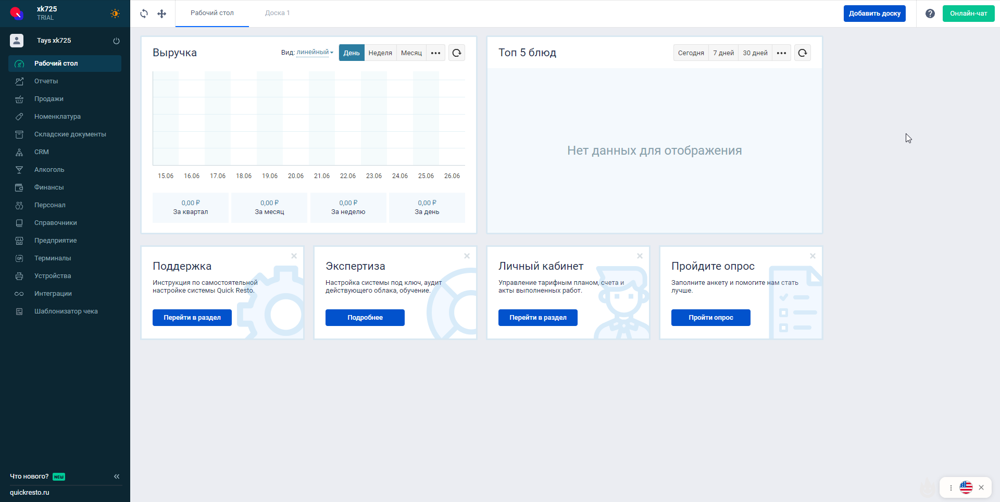 xk725
TRIAL
Tays xk725
Рабочий стол
Отчеты
Продажи
Номенклатура
Складские документы
CRM
Алкоголь
Финансы
Персонал
Справочники
Предприятие
Терминалы
Устройства
Интеграции
Шаблонизатор чека
Что нового? NEW
quickresto.ru
Рабочий стол Доска 1
Добавить доску
Онлайн-чат
Выручка
Вид: линейный
День Неделя Месяц
15.06 16.06 17.06 18.06 19.06 20.06 21.06 22.06 23.06 24.06 25.06 26.06
0,00 ₽
За квартал
0,00 ₽
За месяц
0,00 ₽
За неделю
0,00 ₽
За день
Топ 5 блюд
Сегодня 7 дней 30 дней
Нет данных для отображения
Поддержка
Инструкция по самостоятельной
настройке системы Quick Resto.
Перейти в раздел
Экспертиза
Настройка системы под ключ, аудит
действующего облака, обучение.
Подробнее
Личный кабинет
Управление тарифным планом, счета и
акты выполненных работ.
Перейти в раздел
Пройдите опрос
Заполните анкету и помогите нам стать
лучше.
Пройти опрос